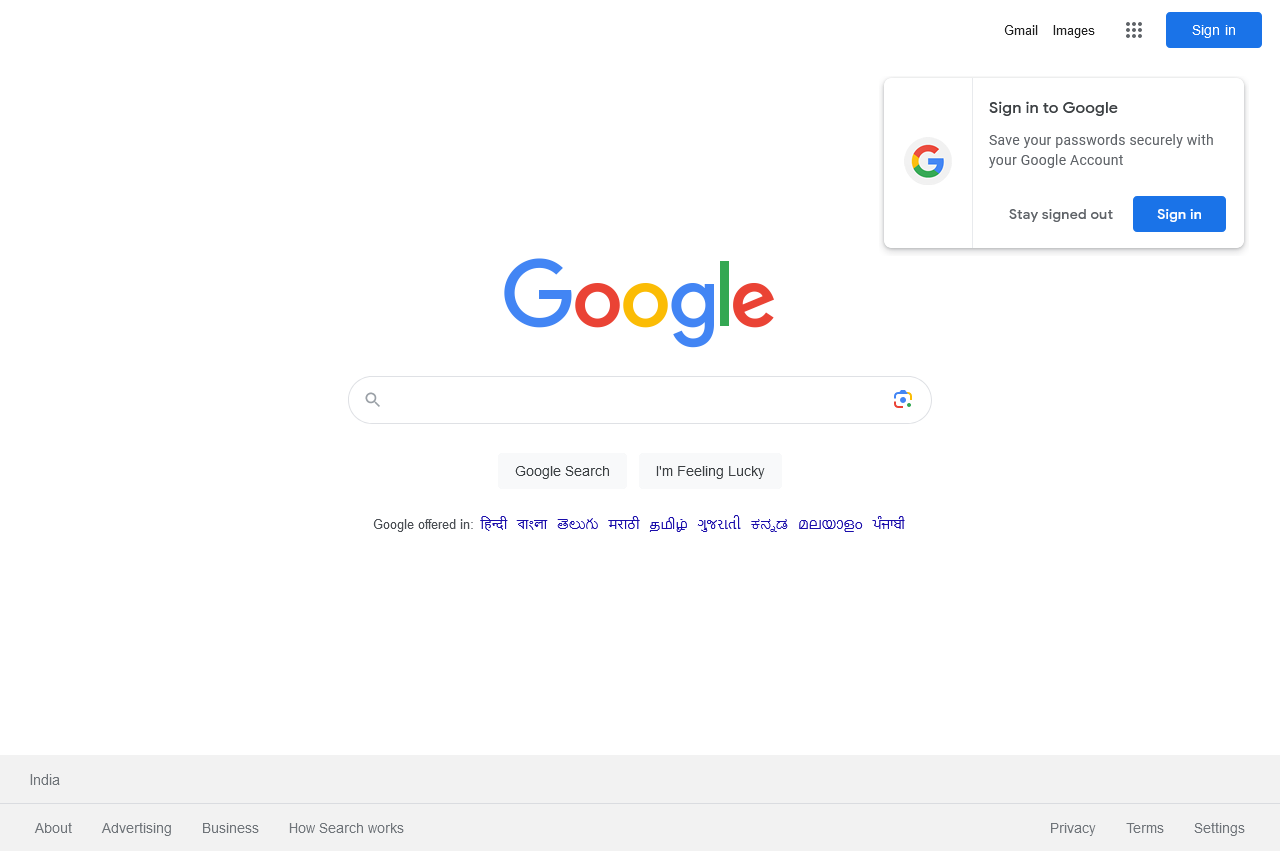 Gmail Images Sign in
Sign in to Google
Save your passwords securely with
your Google Account
Stay signed out Sign in
Google
Google Search I'm Feeling Lucky
Google offered in: हिन्दी বাংলা తెలుగు मराठी தமிழ் ગુજરાતી ಕನ್ನಡ മലയാളം ਪੰਜਾਬੀ
India
About Advertising Business How Search works Privacy Terms Settings